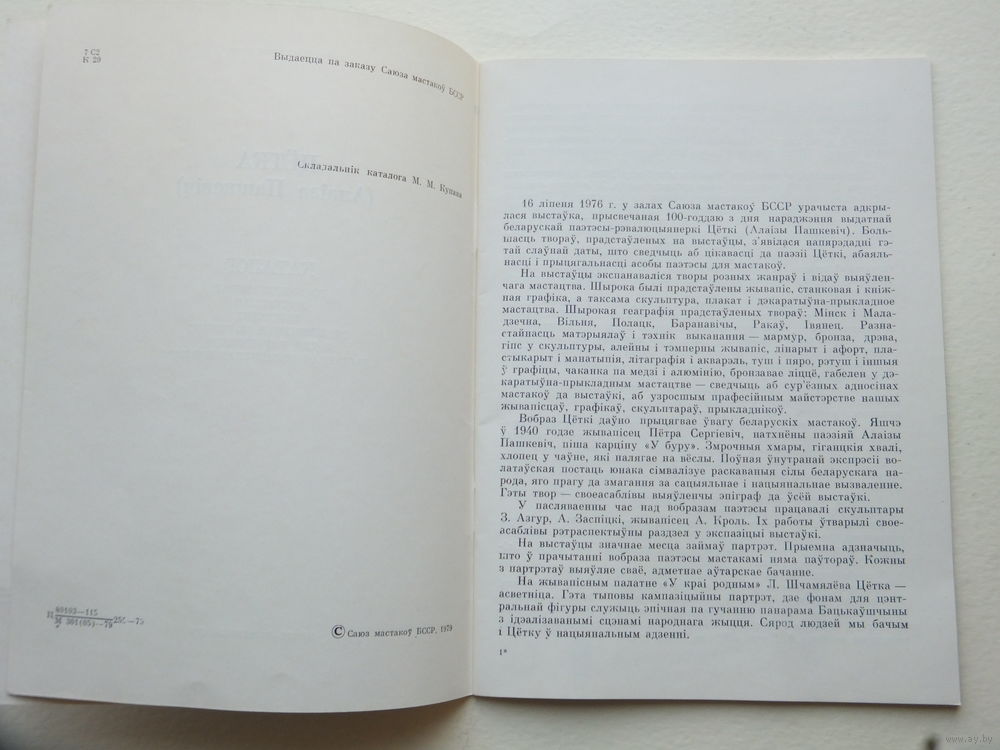 7 С2
К 29
Выдаецца па заказу Саюза мастакоў БССР
Складальнік каталога М. М. Купава
80103—115
М 301(05)—79
© Саюз мастакоў БССР, 1979
16 ліпеня 1976 г. у залах Саюза мастакоў БССР урачыста адкры-
лася выстаўка, прысвечаная 100-годдзю з дня нараджэння выдатнай
беларускай паэтэсы-рэвалюцыянеркі Цёткі (Алаізы Пашкевіч). Боль-
шасць твораў, прадстаўленых на выстаўцы, з'явілася напярэдадні гэ-
тай слаўнай даты, што сведчыць аб цікавасці да паэзіі Цёткі, абаяль-
насці і прыцягальнасці асобы паэтэсы для мастакоў.
На выстаўцы экспанаваліся творы розных жанраў і відаў выяўлен-
чага мастацтва. Шырока былі прадстаўлены жывапіс, станковая і кніж-
ная графіка, а таксама скульптура, плакат і дэкаратыўна-прыкладное
мастацтва. Шырокая геаграфія прадстаўленых твораў: Мінск і Мала-
дзечна, Вільня, Полацк, Баранавічы, Ракаў, Івянец. Разна-
стайнасць матэрыялаў і тэхнік выканання — мармур, бронза, дрэва,
гіпс у скульптуры, алейны і тэмперны жывапіс, лінарыт і афорт, пла-
стыкарыт і манатыпія, літаграфія і акварэль, туш і пяро, рэтуш і іншыя
ў графіцы, чаканка па медзі і алюмінію, бронзавае ліццё, габелен у дэ-
каратыўна-прыкладным мастацтве — сведчыць аб сур'ёзных адносінах
мастакоў да выстаўкі, аб узросшым прафесійным майстэрстве нашых
жывапісцаў, графікаў, скульптараў, прыкладнікоў.
Вобраз Цёткі даўно прыцягвае ўвагу беларускіх мастакоў. Яшчэ
ў 1940 годзе жывапісец Пётра Сергіевіч, натхнёны паэзіяй Алаізы
Пашкевіч, піша карціну «У буру». Змрочныя хмары, гіганцкія хвалі,
хлопец у чаўне, які налягае на вёслы. Поўная ўнутранай экспрэсіі во-
латаўская постаць юнака сімвалізуе раскаваныя сілы беларускага на-
рода, яго прагу да змагання за сацыяльнае і нацыянальнае вызваленне.
Гэты твор — своеасаблівы выяўленчы эпіграф да ўсёй выстаўкі.
У пасляваенны час над вобразам паэтэсы працавалі скульптары
З. Азгур, А. Заспіцкі, жывапісец А. Кроль. Іх работы ўтварылі свое-
асаблівы рэтраспектыўны раздзел у экспазіцыі выстаўкі.
На выстаўцы значнае месца займаў партрэт. Прыемна адзначыць,
што ў прачытанні вобраза паэтэсы мастакамі няма паўтораў. Кожны
з партрэтаў выяўляе сваё, адметнае аўтарскае бачанне.
На жывапісным палатне «У краі родным» Л. Шчамялёва Цётка —
асветніца. Гэта тыповы кампазіцыйны партрэт, дзе фонам для цэнт-
ральнай фігуры служыць эпічная па гучанню панарама Бацькаўшчыны
з ідэалізаванымі сцэнамі народнага жыцця. Сярод людзей мы бачым
і Цётку ў нацыянальным адзенні.
1*
www.ay.by